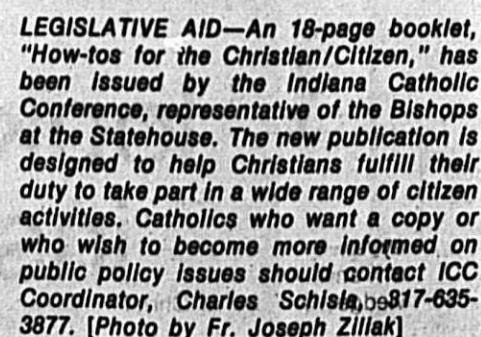 LEGISLATIVE AID—An 18-page booklet,
"How-tos for the Christian/Citizen," has
been issued by the Indiana Catholic
Conference, representative of the Bishops
at the Statehouse. The new publication is
designed to help Christians fulfill their
duty to take part in a wide range of citizen
activities. Catholics who want a copy or
who wish to become more informed on
public policy issues should contact ICC
Coordinator, Charles 817-635-
3877. [Photo by Fr. Joseph Zillak]